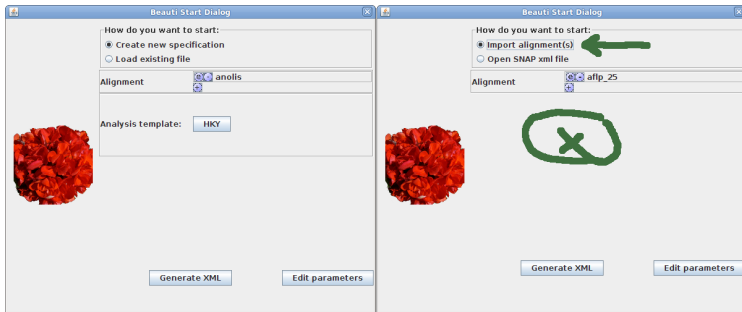 Beauti Start Dialog
How do you want to start:
Create new specification
Load existing file
Alignment
e - anolis
+
Analysis template: HKY
Generate XML Edit parameters
Beauti Start Dialog
How do you want to start:
Import alignment(s)
Open SNAP xml file
Alignment
e - aflp_25
+
X
Generate XML Edit parameters